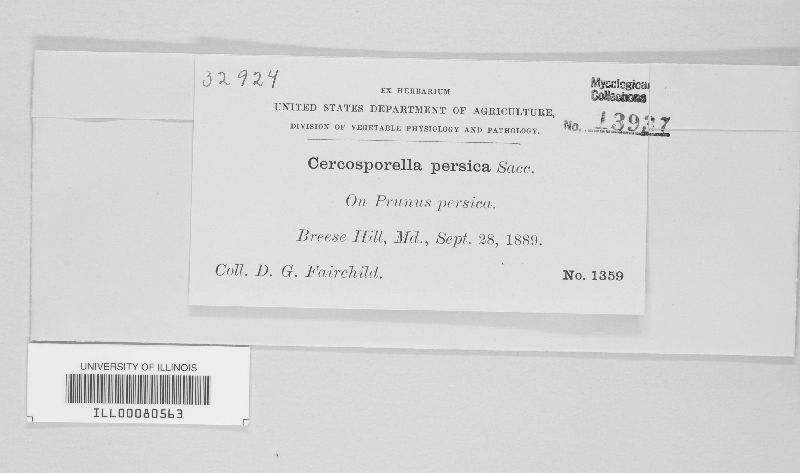 32924
Mycological
Collections
EX HERBARIUM
UNITED STATES DEPARTMENT OF AGRICULTURE,
DIVISION OF VEGETABLE PHYSIOLOGY AND PATHOLOGY.
No. 13927
Cercosporella persica Sacc.
On Prunus persica.
Breese Hill, Md., Sept. 28, 1889.
Coll. D. G. Fairchild.
No. 1359
UNIVERSITY OF ILLINOIS
ILL00080563